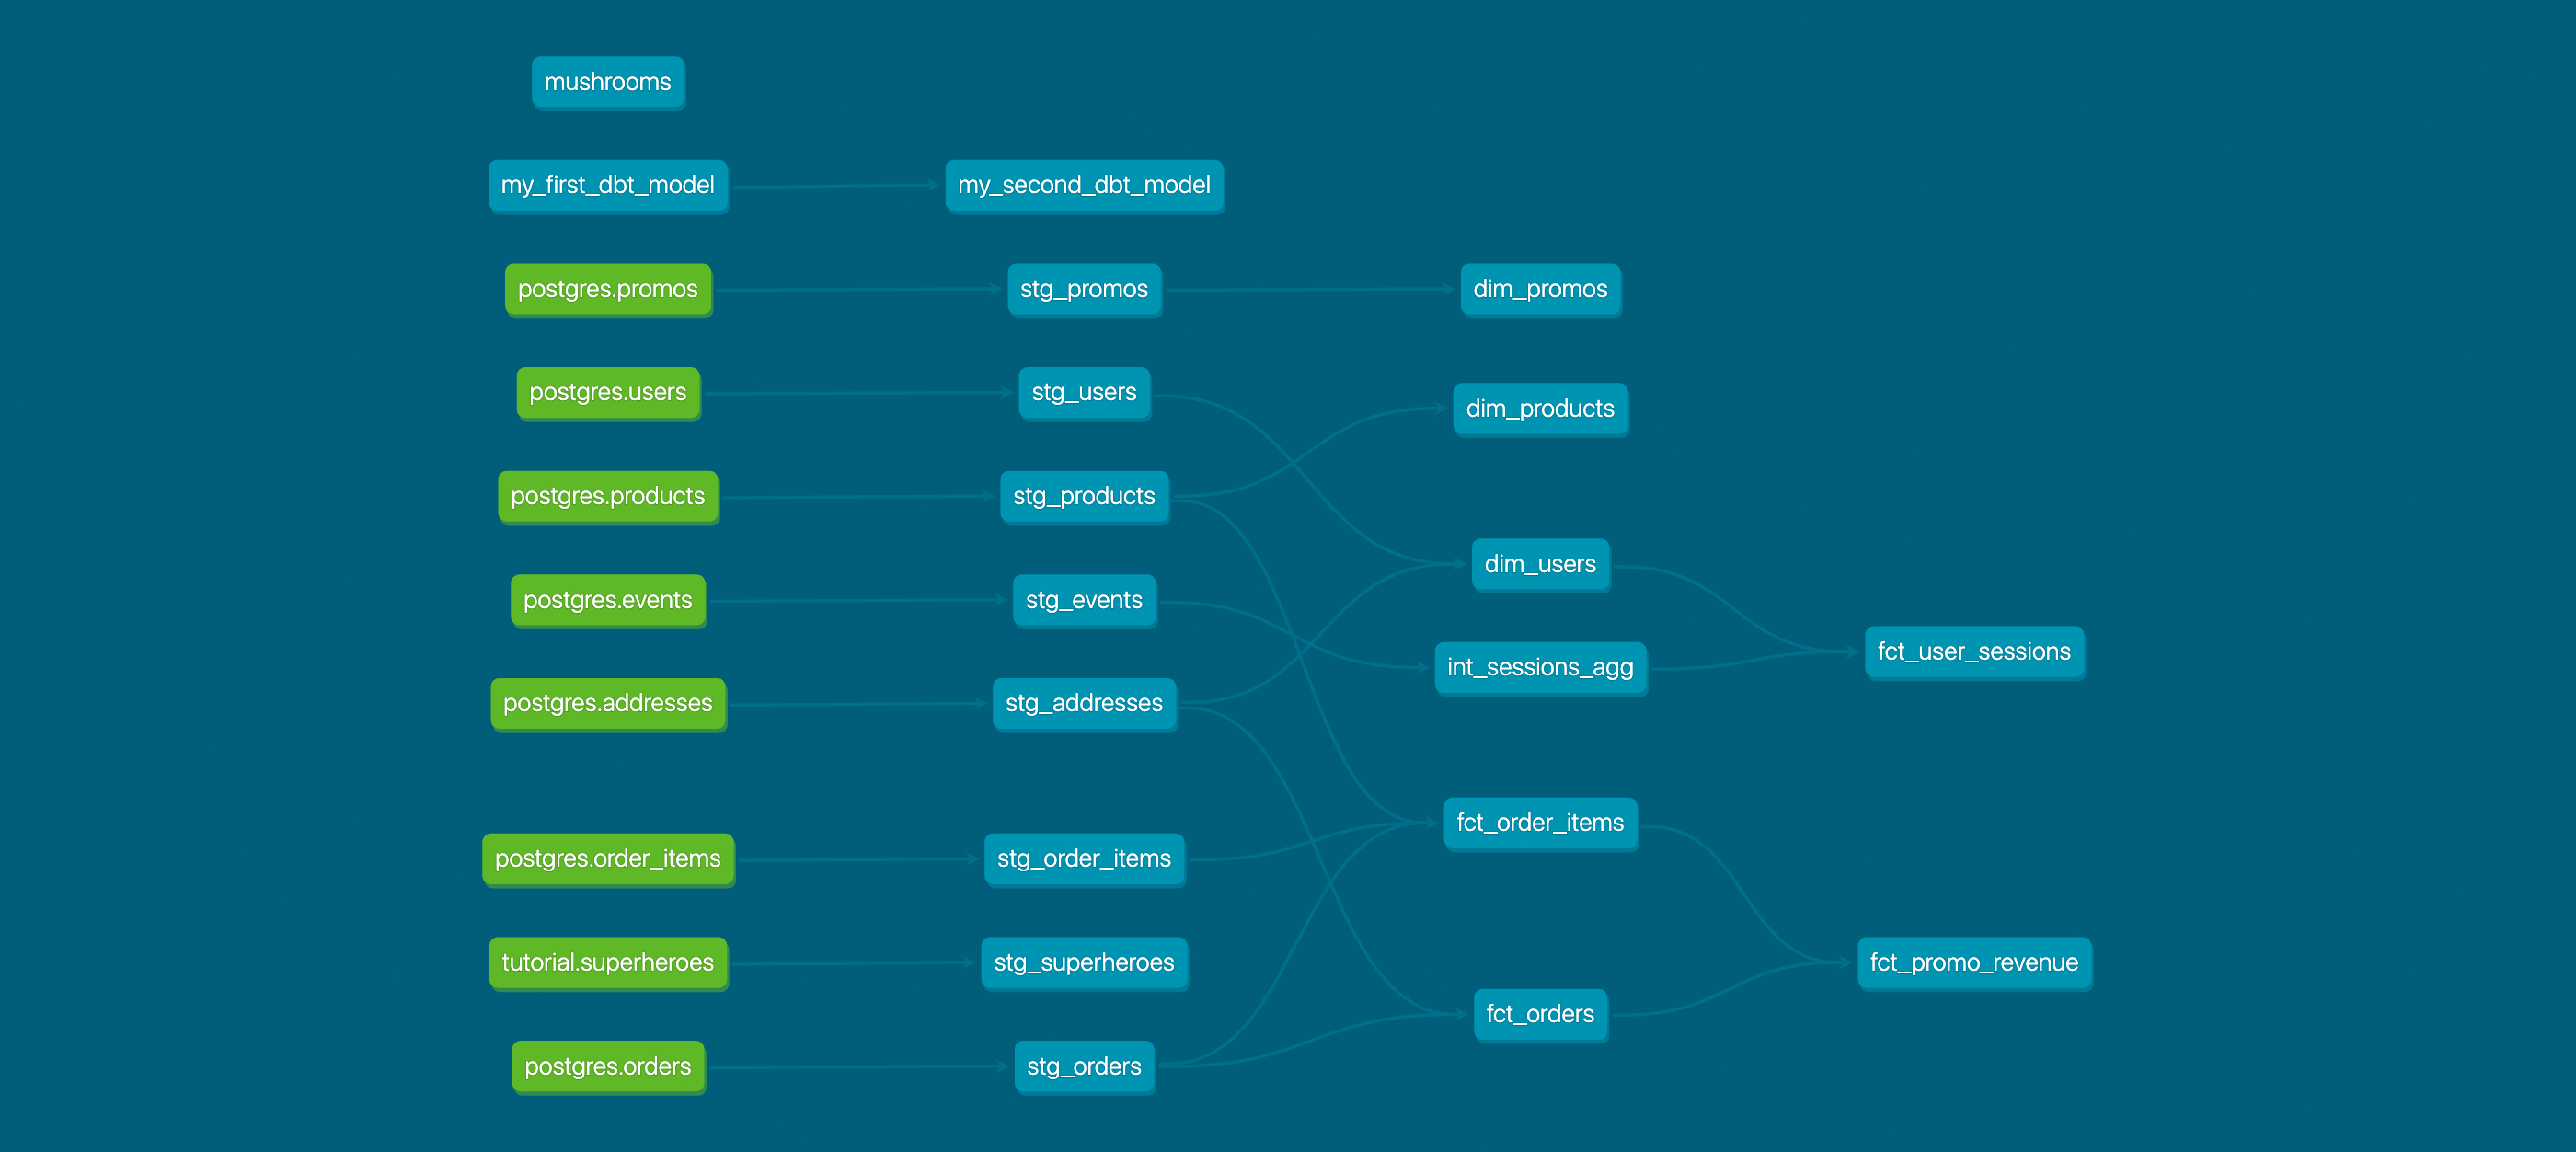 mushrooms
my_first_dbt_model
my_second_dbt_model
postgres.promos
stg_promos
dim_promos
postgres.users
stg_users
dim_products
postgres.products
stg_products
dim_users
postgres.events
stg_events
int_sessions_agg
fct_user_sessions
postgres.addresses
stg_addresses
fct_order_items
postgres.order_items
stg_order_items
tutorial.superheroes
stg_superheroes
fct_promo_revenue
fct_orders
postgres.orders
stg_orders